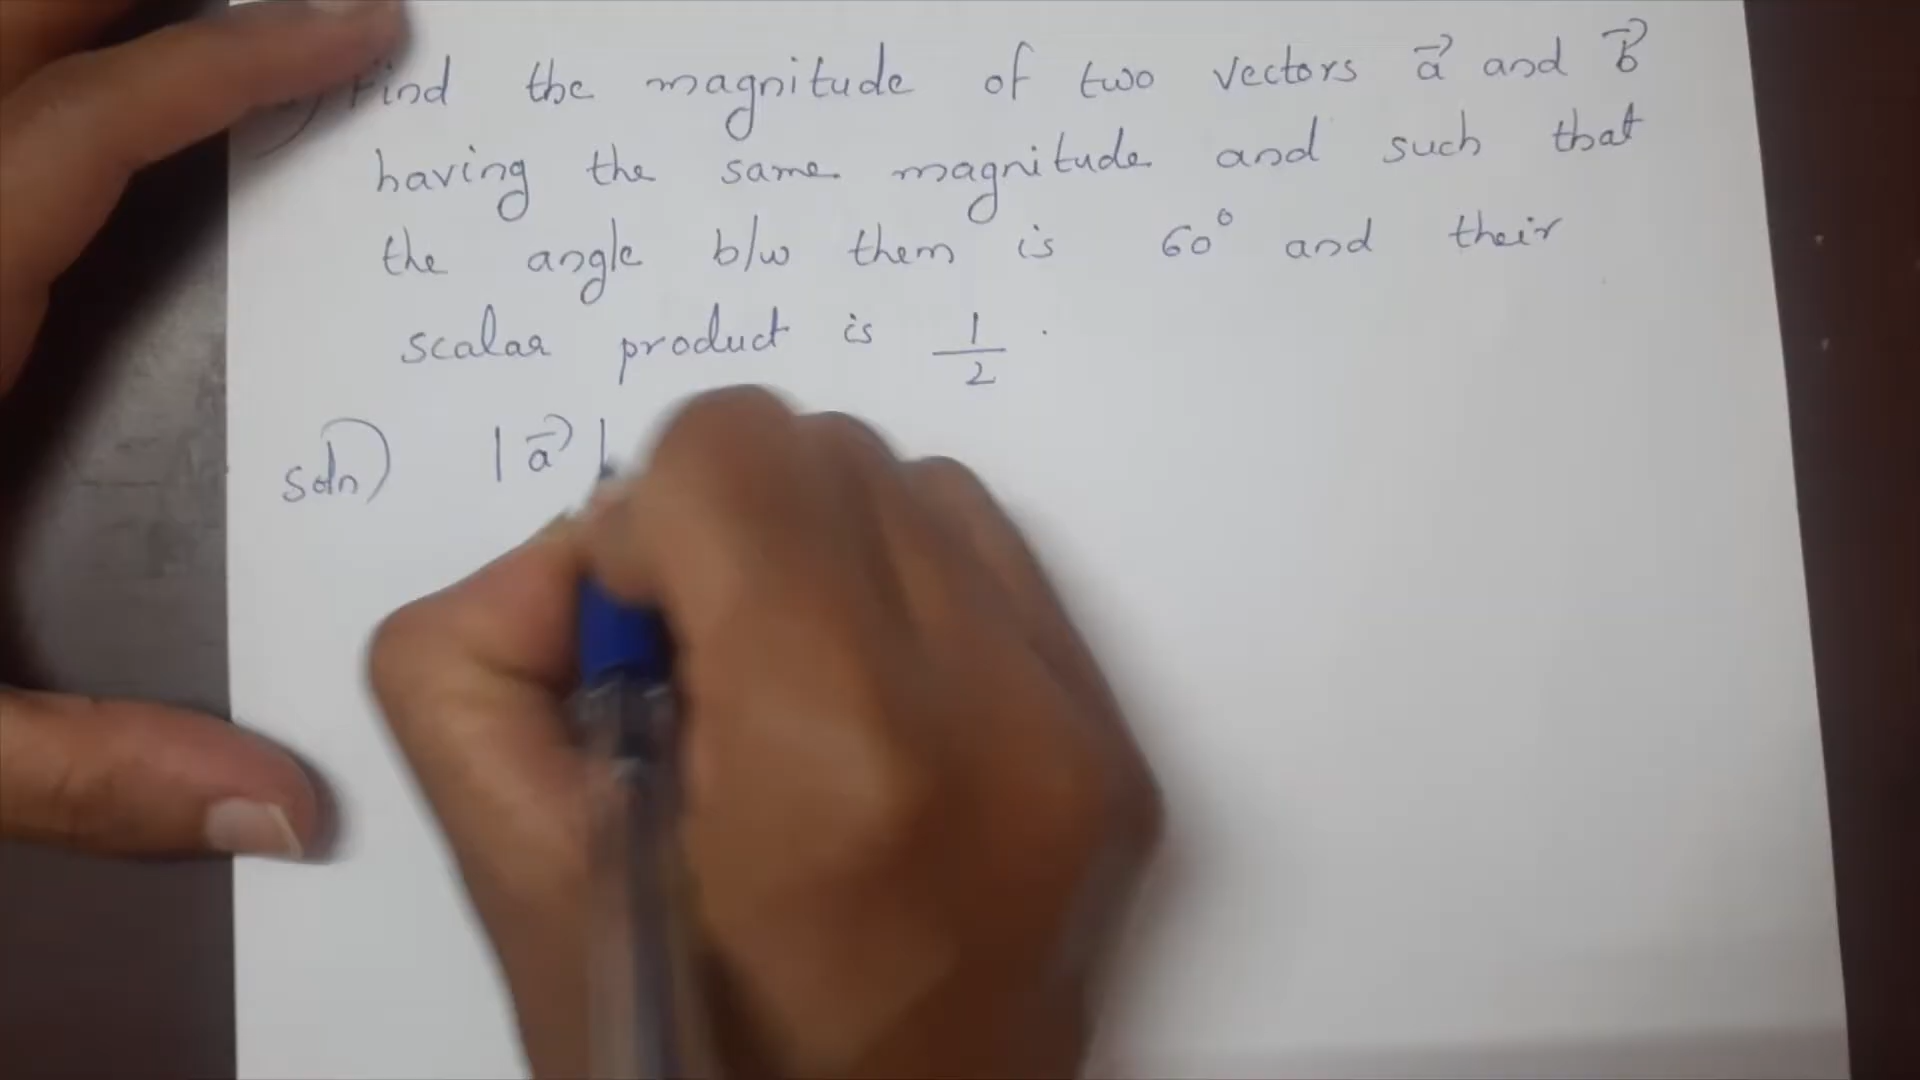 Find the magnitude of two vectors a⃗ and b⃗
having the same magnitude and such that
the angle b/w them is 60° and their
scalar product is 1/2.
soln) |a⃗|